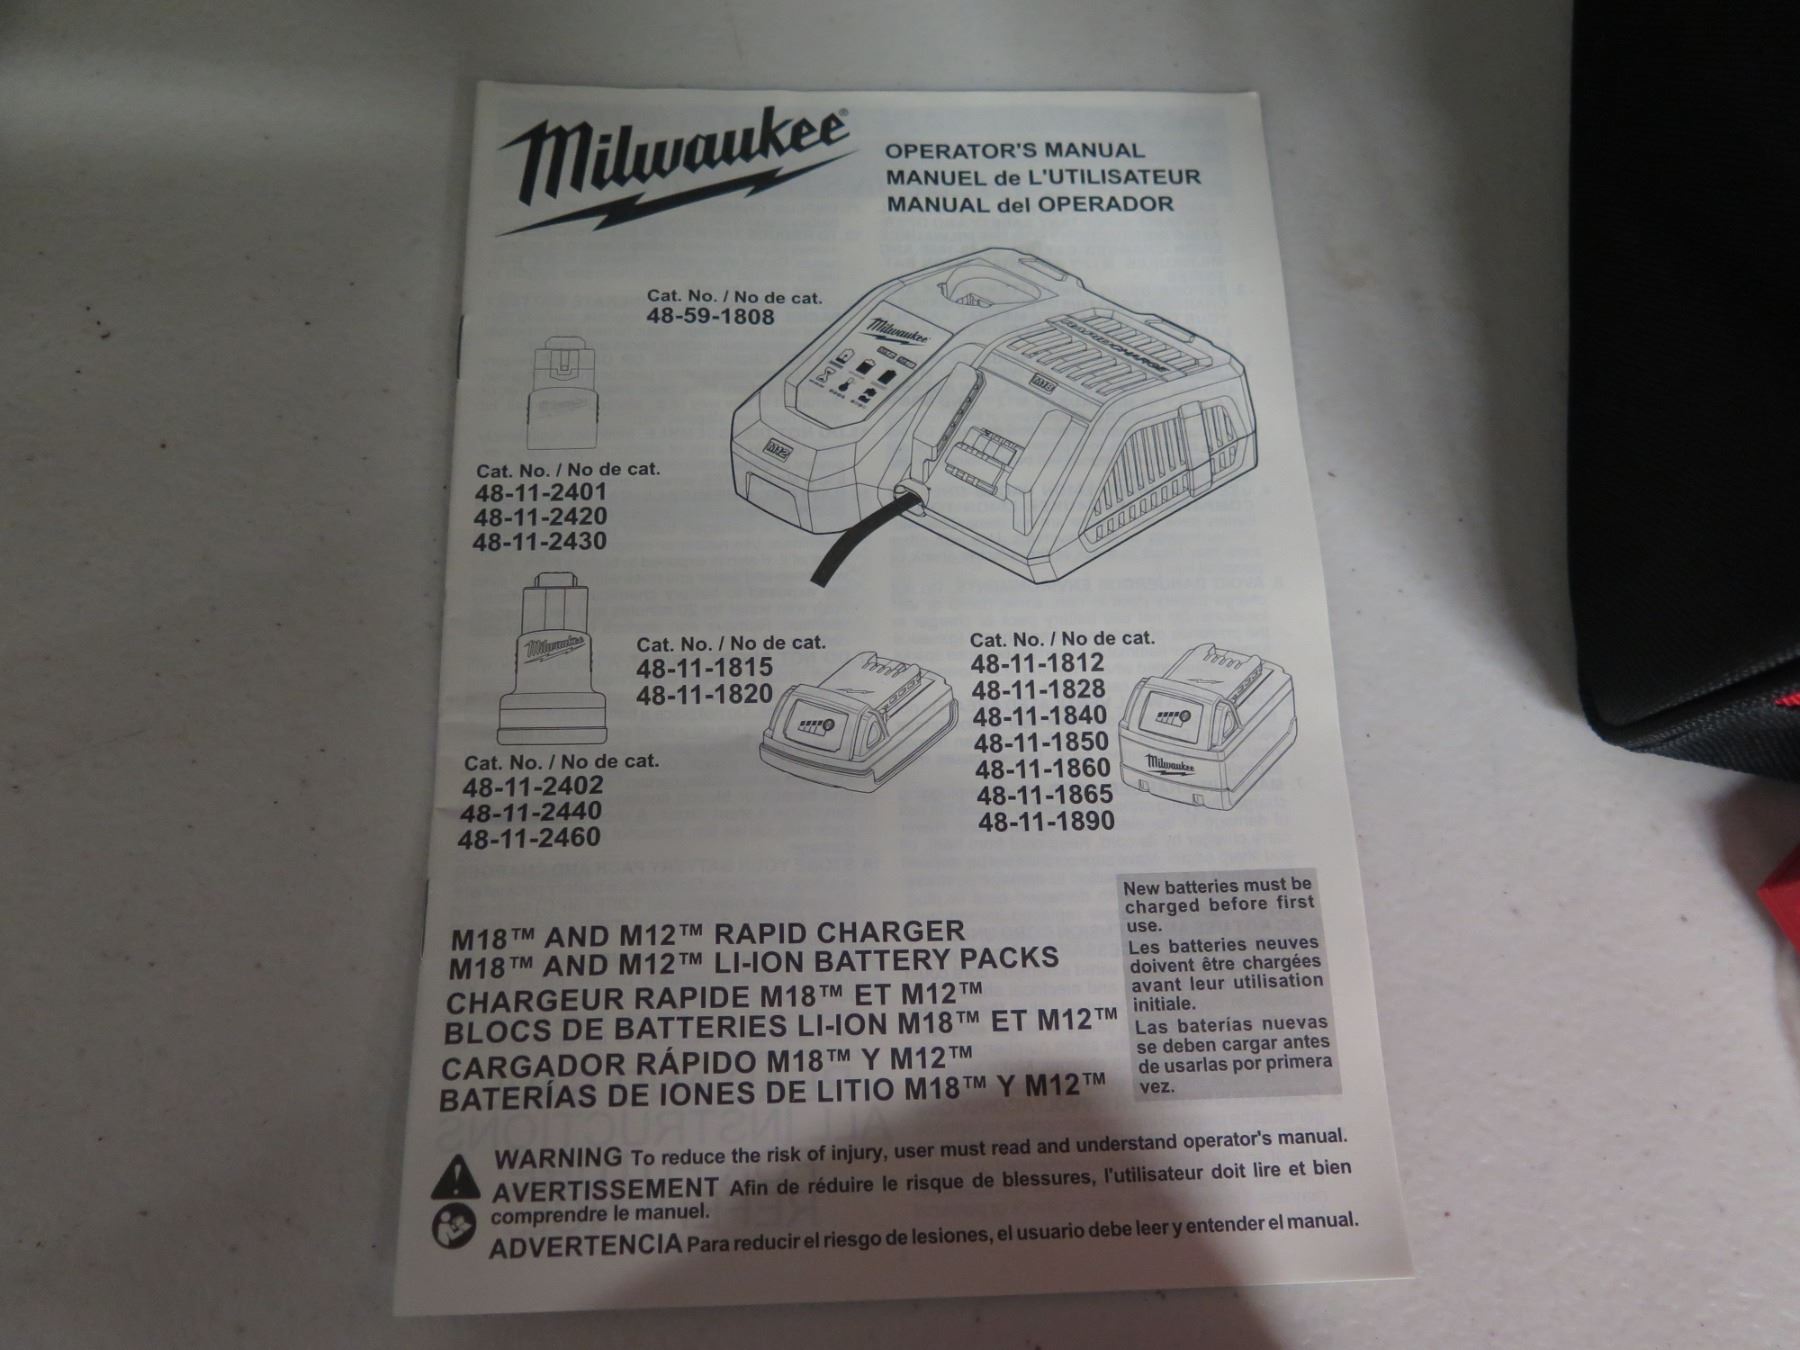 Milwaukee®
OPERATOR'S MANUAL
MANUEL de L'UTILISATEUR
MANUAL del OPERADOR
Cat. No. / No de cat.
48-59-1808
Milwaukee
RAPID CHARGE
M18
M12
Cat. No. / No de cat.
48-11-2401
48-11-2420
48-11-2430
Milwaukee
Cat. No. / No de cat.
48-11-2402
48-11-2440
48-11-2460
Cat. No. / No de cat.
48-11-1815
48-11-1820
Cat. No. / No de cat.
48-11-1812
48-11-1828
48-11-1840
48-11-1850
48-11-1860
48-11-1865
48-11-1890
Milwaukee
M18™ AND M12™ RAPID CHARGER
M18™ AND M12™ LI-ION BATTERY PACKS
CHARGEUR RAPIDE M18™ ET M12™
BLOCS DE BATTERIES LI-ION M18™ ET M12™
CARGADOR RÁPIDO M18™ Y M12™
BATERÍAS DE IONES DE LITIO M18™ Y M12™
New batteries must be
charged before first
use.
Les batteries neuves
doivent être chargées
avant leur utilisation
initiale.
Las baterías nuevas
se deben cargar antes
de usarlas por primera
vez.
WARNING To reduce the risk of injury, user must read and understand operator's manual.
AVERTISSEMENT Afin de réduire le risque de blessures, l'utilisateur doit lire et bien
comprendre le manuel.
ADVERTENCIA Para reducir el riesgo de lesiones, el usuario debe leer y entender el manual.